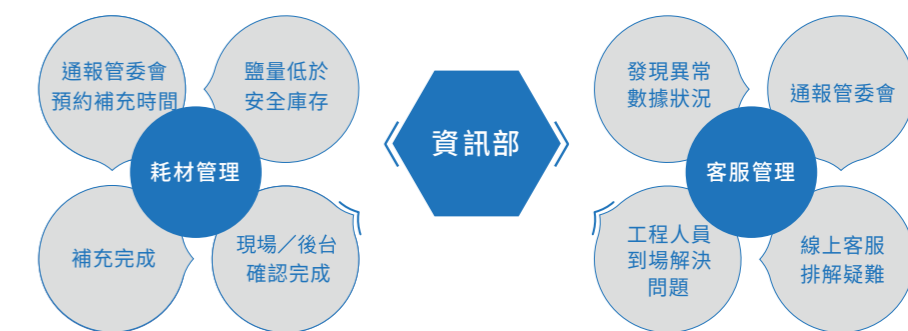 通報管委會
預約補充時間
鹽量低於
安全庫存
耗材管理
補充完成
現場／後台
確認完成
資訊部
發現異常
數據狀況
通報管委會
客服管理
工程人員
到場解決
問題
線上客服
排解疑難